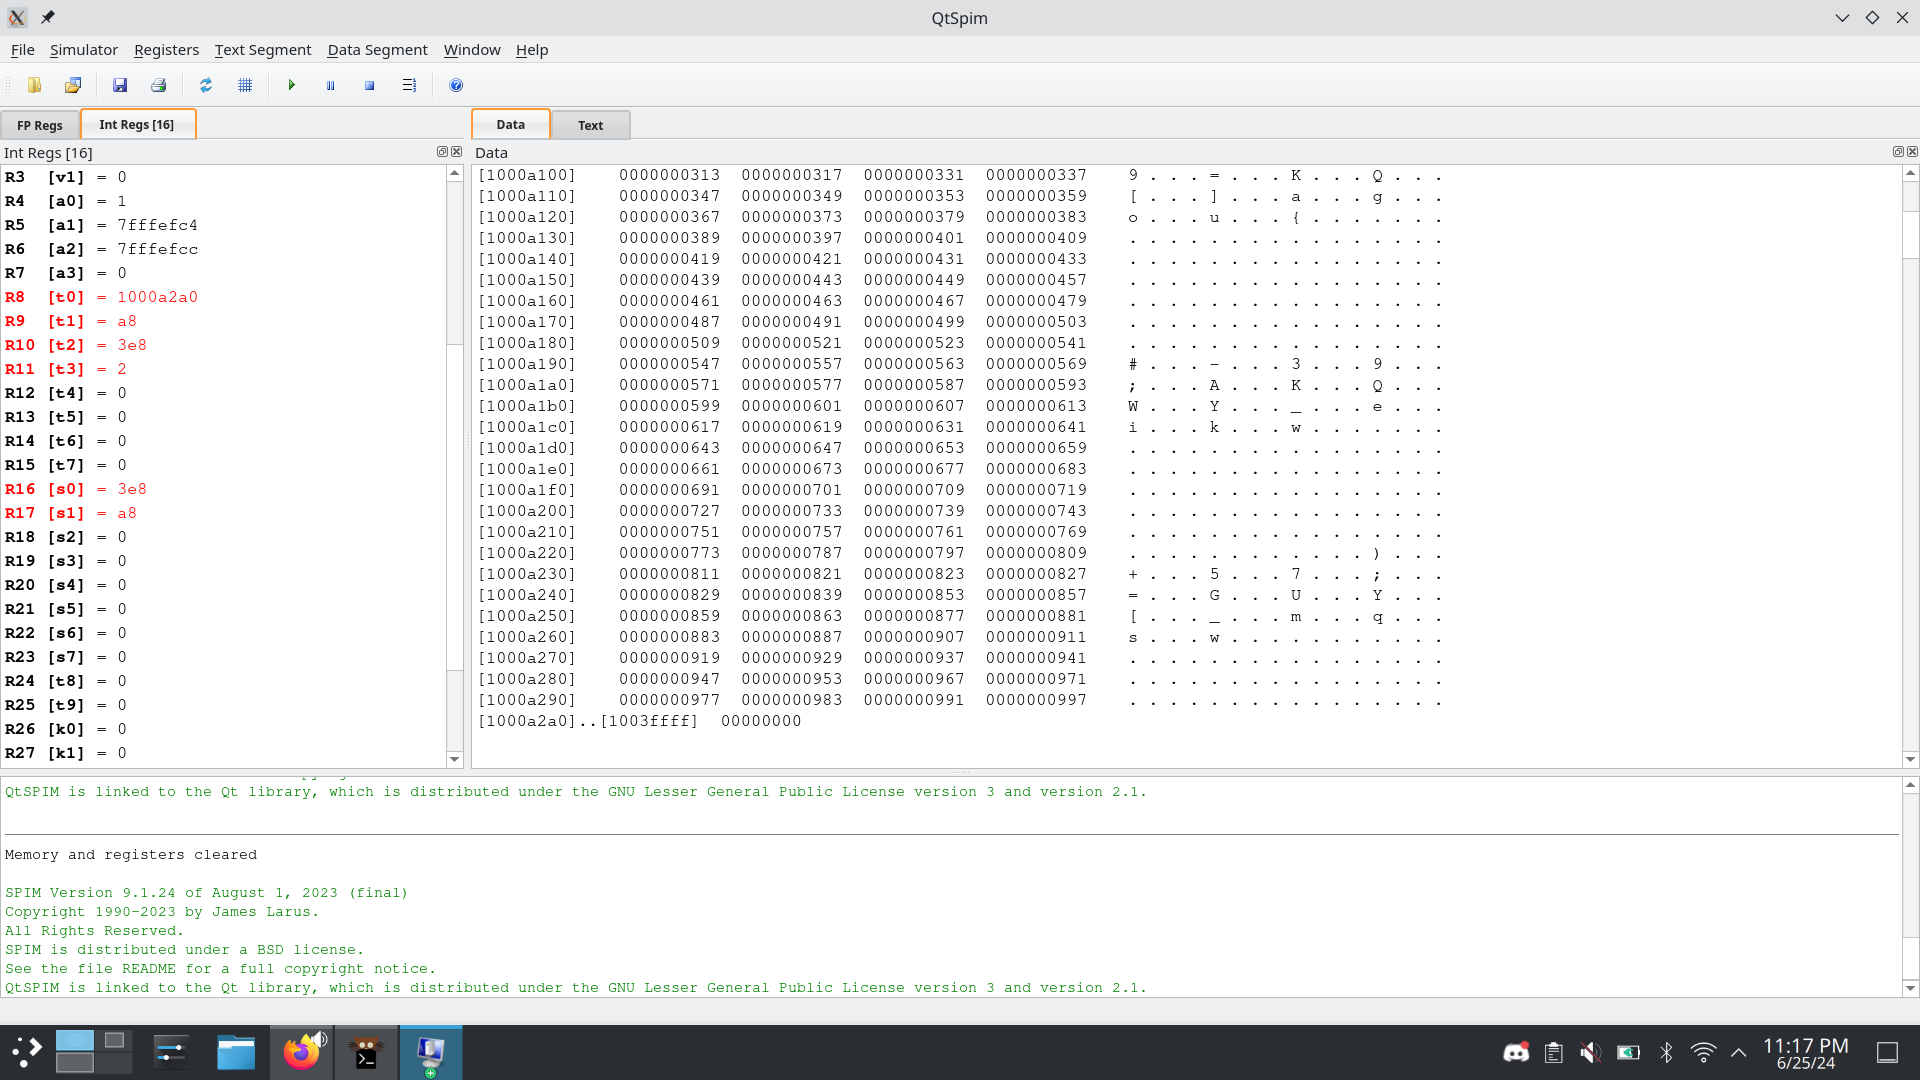 QtSpim
File Simulator Registers Text Segment Data Segment Window Help
FP Regs Int Regs [16] Data Text
Int Regs [16]
R3 [v1] = 0
R4 [a0] = 1
R5 [a1] = 7fffefc4
R6 [a2] = 7fffefcc
R7 [a3] = 0
R8 [t0] = 1000a2a0
R9 [t1] = a8
R10 [t2] = 3e8
R11 [t3] = 2
R12 [t4] = 0
R13 [t5] = 0
R14 [t6] = 0
R15 [t7] = 0
R16 [s0] = 3e8
R17 [s1] = a8
R18 [s2] = 0
R19 [s3] = 0
R20 [s4] = 0
R21 [s5] = 0
R22 [s6] = 0
R23 [s7] = 0
R24 [t8] = 0
R25 [t9] = 0
R26 [k0] = 0
R27 [k1] = 0
Data
[1000a100] 0000000313 0000000317 0000000331 0000000337 9 . . . = . . . K . . . Q . . .
[1000a110] 0000000347 0000000349 0000000353 0000000359 [ . . . ] . . . a . . . g . . .
[1000a120] 0000000367 0000000373 0000000379 0000000383 o . . . u . . . { . . . . . . .
[1000a130] 0000000389 0000000397 0000000401 0000000409 . . . . . . . . . . . . . . . .
[1000a140] 0000000419 0000000421 0000000431 0000000433 . . . . . . . . . . . . . . . .
[1000a150] 0000000439 0000000443 0000000449 0000000457 . . . . . . . . . . . . . . . .
[1000a160] 0000000461 0000000463 0000000467 0000000479 . . . . . . . . . . . . . . . .
[1000a170] 0000000487 0000000491 0000000499 0000000503 . . . . . . . . . . . . . . . .
[1000a180] 0000000509 0000000521 0000000523 0000000541 . . . . . . . . . . . . . . . .
[1000a190] 0000000547 0000000557 0000000563 0000000569 # . . . - . . . 3 . . . 9 . . .
[1000a1a0] 0000000571 0000000577 0000000587 0000000593 ; . . . A . . . K . . . Q . . .
[1000a1b0] 0000000599 0000000601 0000000607 0000000613 W . . . Y . . . _ . . . e . . .
[1000a1c0] 0000000617 0000000619 0000000631 0000000641 i . . . k . . . w . . . . . . .
[1000a1d0] 0000000643 0000000647 0000000653 0000000659 . . . . . . . . . . . . . . . .
[1000a1e0] 0000000661 0000000673 0000000677 0000000683 . . . . . . . . . . . . . . . .
[1000a1f0] 0000000691 0000000701 0000000709 0000000719 . . . . . . . . . . . . . . . .
[1000a200] 0000000727 0000000733 0000000739 0000000743 . . . . . . . . . . . . . . . .
[1000a210] 0000000751 0000000757 0000000761 0000000769 . . . . . . . . . . . . . . . .
[1000a220] 0000000773 0000000787 0000000797 0000000809 . . . . . . . . . . . . ) . . .
[1000a230] 0000000811 0000000821 0000000823 0000000827 + . . . 5 . . . 7 . . . ; . . .
[1000a240] 0000000829 0000000839 0000000853 0000000857 = . . . G . . . U . . . Y . . .
[1000a250] 0000000859 0000000863 0000000877 0000000881 [ . . . _ . . . m . . . q . . .
[1000a260] 0000000883 0000000887 0000000907 0000000911 s . . . w . . . . . . . . . . .
[1000a270] 0000000919 0000000929 0000000937 0000000941 . . . . . . . . . . . . . . . .
[1000a280] 0000000947 0000000953 0000000967 0000000971 . . . . . . . . . . . . . . . .
[1000a290] 0000000977 0000000983 0000000991 0000000997 . . . . . . . . . . . . . . . .
[1000a2a0]..[1003ffff] 00000000
QtSPIM is linked to the Qt library, which is distributed under the GNU Lesser General Public License version 3 and version 2.1.
Memory and registers cleared
SPIM Version 9.1.24 of August 1, 2023 (final)
Copyright 1990-2023 by James Larus.
All Rights Reserved.
SPIM is distributed under a BSD license.
See the file README for a full copyright notice.
QtSPIM is linked to the Qt library, which is distributed under the GNU Lesser General Public License version 3 and version 2.1.
11:17 PM
6/25/24